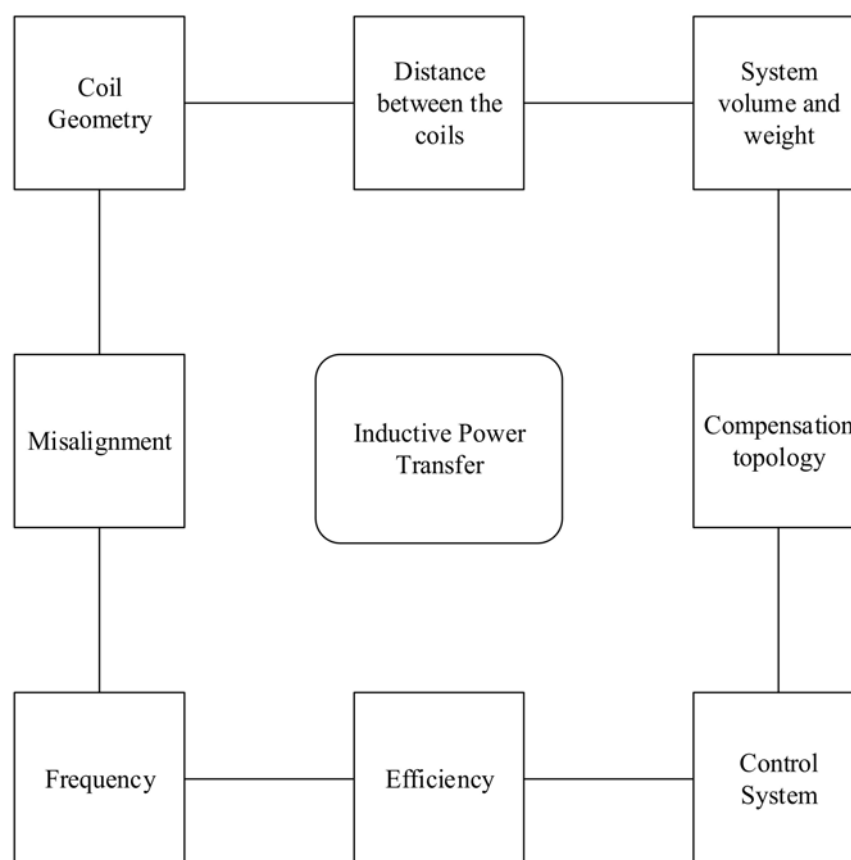 Coil
Geometry
Distance
between the
coils
System
volume and
weight
Misalignment
Inductive Power
Transfer
Compensation
topology
Frequency
Efficiency
Control
System